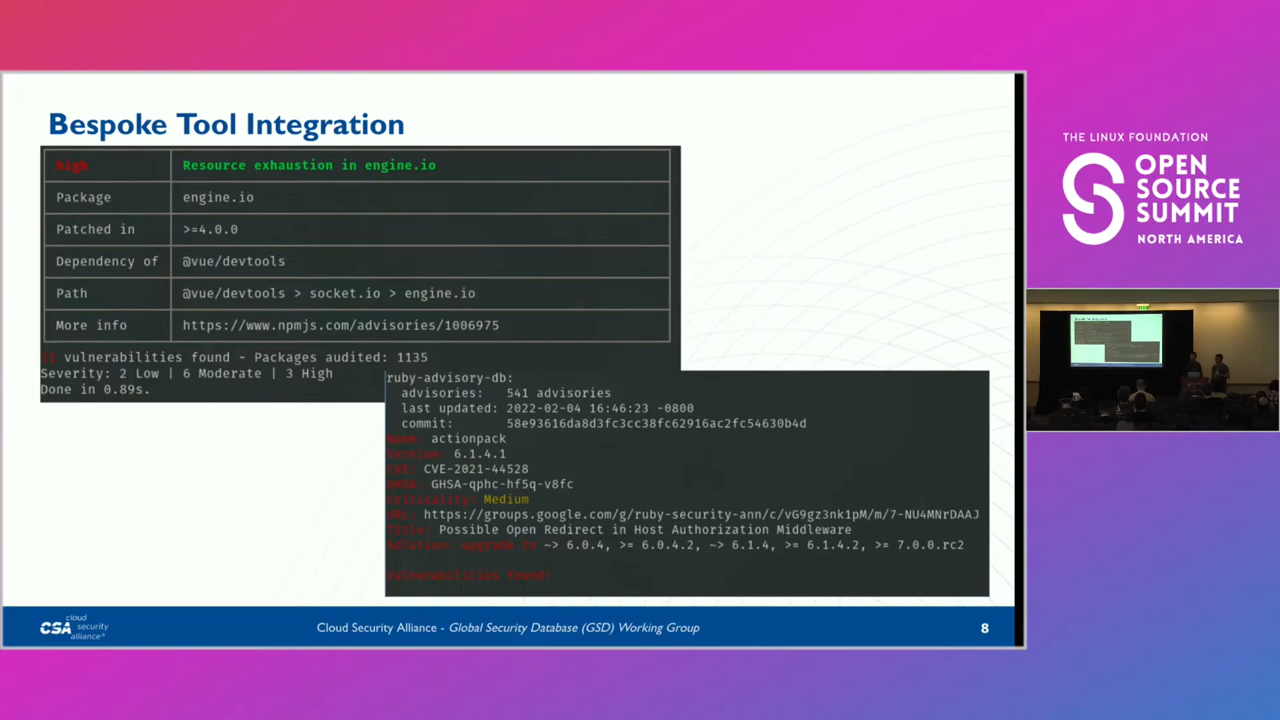 Bespoke Tool Integration
high Resource exhaustion in engine.io
Package engine.io
Patched in >=4.0.0
Dependency of @vue/devtools
Path @vue/devtools > socket.io > engine.io
More info https://www.npmjs.com/advisories/1006975
11 vulnerabilities found - Packages audited: 1135
Severity: 2 Low | 6 Moderate | 3 High
Done in 0.89s.
ruby-advisory-db:
advisories: 541 advisories
last updated: 2022-02-04 16:46:23 -0800
commit: 58e93616da8d3fc3cc38fc62916ac2fc54630b4d
Name: actionpack
Version: 6.1.4.1
CVE: CVE-2021-44528
GHSA: GHSA-qphc-hf5q-v8fc
Criticality: Medium
URL: https://groups.google.com/g/ruby-security-ann/c/vG9gz3nk1pM/m/7-NU4MNrDAAJ
Title: Possible Open Redirect in Host Authorization Middleware
Solution: upgrade to ~> 6.0.4, >= 6.0.4.2, ~> 6.1.4, >= 6.1.4.2, >= 7.0.0.rc2
Vulnerabilities found!
CSA cloud security alliance®
Cloud Security Alliance - Global Security Database (GSD) Working Group
8
THE LINUX FOUNDATION
OPEN
SOURCE
SUMMIT
NORTH AMERICA